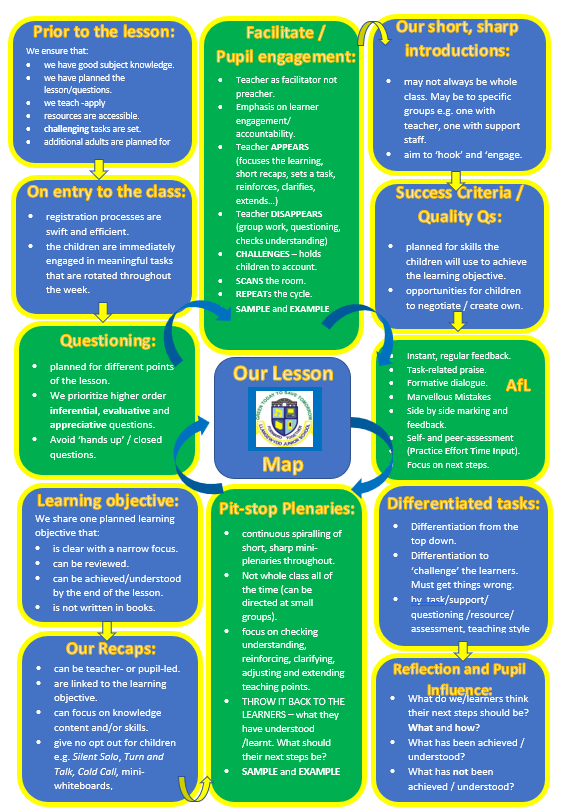 Prior to the lesson:
We ensure that:
• we have good subject knowledge.
• we have planned the
lesson/questions.
• we teach -apply
• resources are accessible.
• challenging tasks are set.
• additional adults are planned for
On entry to the class:
• registration processes are
swift and efficient.
• the children are immediately
engaged in meaningful tasks
that are rotated throughout
the week.
Questioning:
• planned for different points
of the lesson.
• We prioritize higher order
inferential, evaluative and
appreciative questions.
• Avoid ‘hands up’ / closed
questions.
Learning objective:
We share one planned learning
objective that:
• is clear with a narrow focus.
• can be reviewed.
• can be achieved/understood
by the end of the lesson.
• is not written in books.
Our Recaps:
• can be teacher- or pupil-led.
• are linked to the learning
objective.
• can focus on knowledge
content and/or skills.
• give no opt out for children
e.g. Silent Solo, Turn and
Talk, Cold Call, mini-
whiteboards,
Facilitate /
Pupil engagement:
• Teacher as facilitator not
preacher.
• Emphasis on learner
engagement/
accountability.
• Teacher APPEARS
(focuses the learning,
short recaps, sets a task,
reinforces, clarifies,
extends…)
• Teacher DISAPPEARS
(group work, questioning,
checks understanding)
• CHALLENGES – holds
children to account.
• SCANS the room.
• REPEATs the cycle.
• SAMPLE and EXAMPLE
Our Lesson
GREEN TODAY TO SAVE TOMORROW
LLANGEWYDD JUNIOR SCHOOL
Map
Pit-stop Plenaries:
• continuous spiralling of
short, sharp mini-
plenaries throughout.
• Not whole class all of
the time (can be
directed at small
groups).
• focus on checking
understanding,
reinforcing, clarifying,
adjusting and extending
teaching points.
• THROW IT BACK TO THE
LEARNERS – what they
have understood
/learnt. What should
their next steps be?
• SAMPLE and EXAMPLE
Our short, sharp
introductions:
• may not always be whole
class. May be to specific
groups e.g. one with
teacher, one with support
staff.
• aim to ‘hook’ and ‘engage.
Success Criteria /
Quality Qs:
• planned for skills the
children will use to achieve
the learning objective.
• opportunities for children
to negotiate / create own.
AfL
• Instant, regular feedback.
• Task-related praise.
• Formative dialogue.
• Marvellous Mistakes
• Side by side marking and
feedback.
• Self- and peer-assessment
• (Practice Effort Time Input).
• Focus on next steps.
Differentiated tasks:
• Differentiation from the
top down.
• Differentiation to
‘challenge’ the learners.
Must get things wrong.
• by task/support/
questioning /resource/
assessment, teaching style
Reflection and Pupil
Influence:
• What do we/learners think
their next steps should be?
What and how?
• What has been achieved /
understood?
• What has not been
achieved / understood?